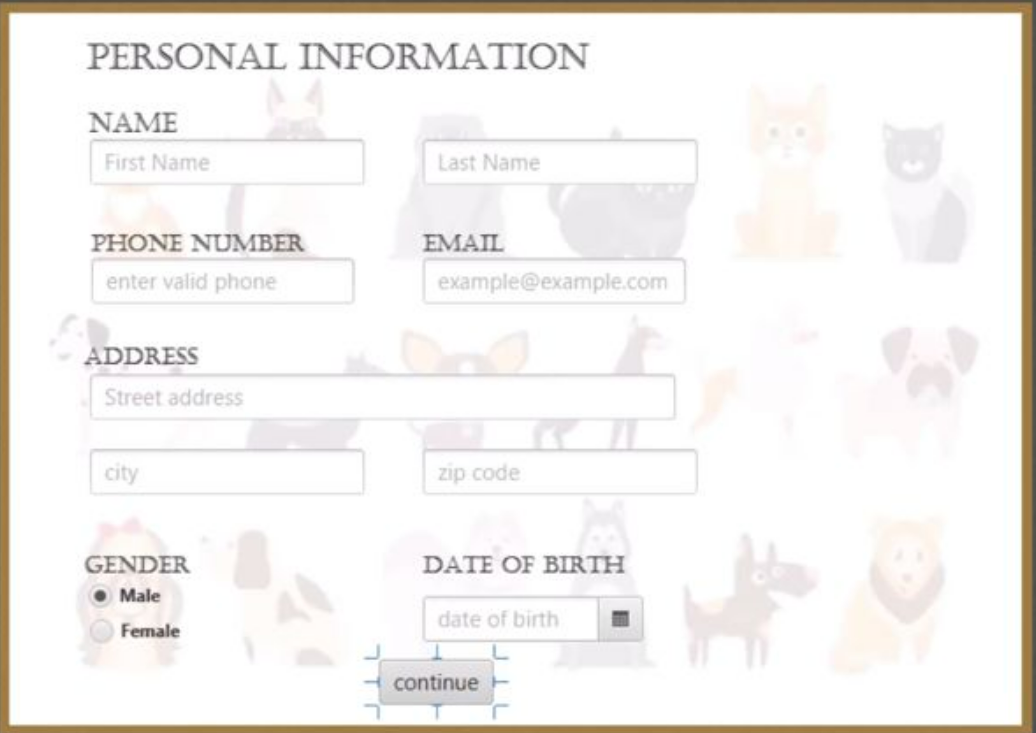 PERSONAL INFORMATION
NAME
First Name Last Name
PHONE NUMBER EMAIL
enter valid phone example@example.com
ADDRESS
Street address
city zip code
GENDER DATE OF BIRTH
Male
date of birth
Female
continue